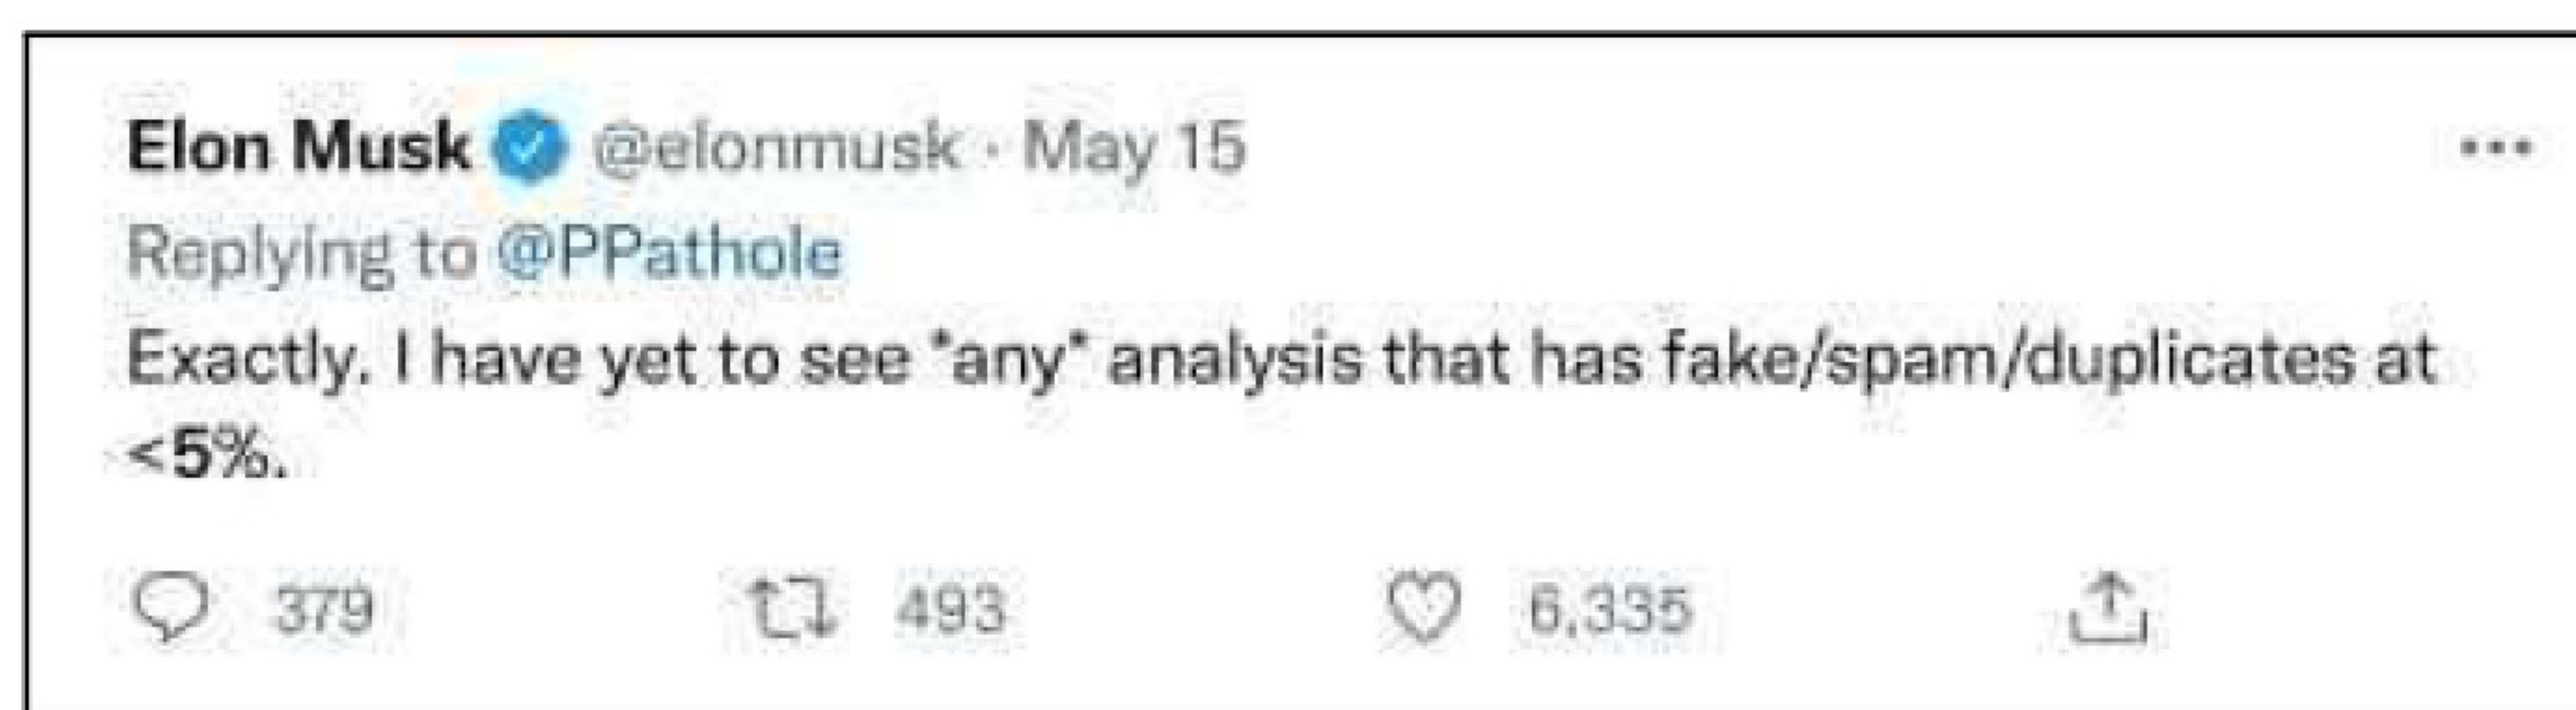 Elon Musk @elonmusk · May 15
Replying to @PPathole
Exactly. I have yet to see *any* analysis that has fake/spam/duplicates at
<5%.
379 493 6,335